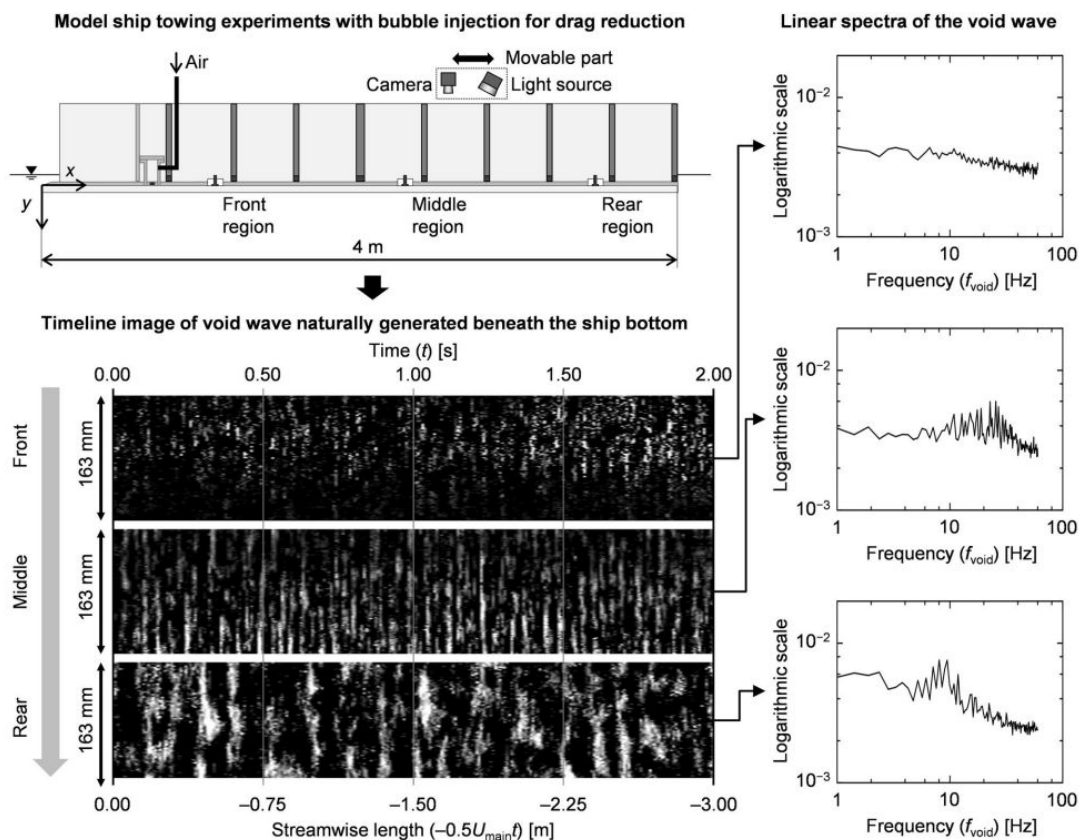 Model ship towing experiments with bubble injection for drag reduction
Air
Movable part
Camera
Light source
x
y
Front
region
Middle
region
Rear
region
4 m
Timeline image of void wave naturally generated beneath the ship bottom
Time (t) [s]
0.00 0.50 1.00 1.50 2.00
Front
163 mm
Middle
163 mm
Rear
163 mm
0.00 –0.75 –1.50 –2.25 –3.00
Streamwise length (–0.5U_main t) [m]
Linear spectra of the void wave
Logarithmic scale
10⁻²
10⁻³
1 10 100
Frequency (f_void) [Hz]
Logarithmic scale
10⁻²
10⁻³
1 10 100
Frequency (f_void) [Hz]
Logarithmic scale
10⁻²
10⁻³
1 10 100
Frequency (f_void) [Hz]